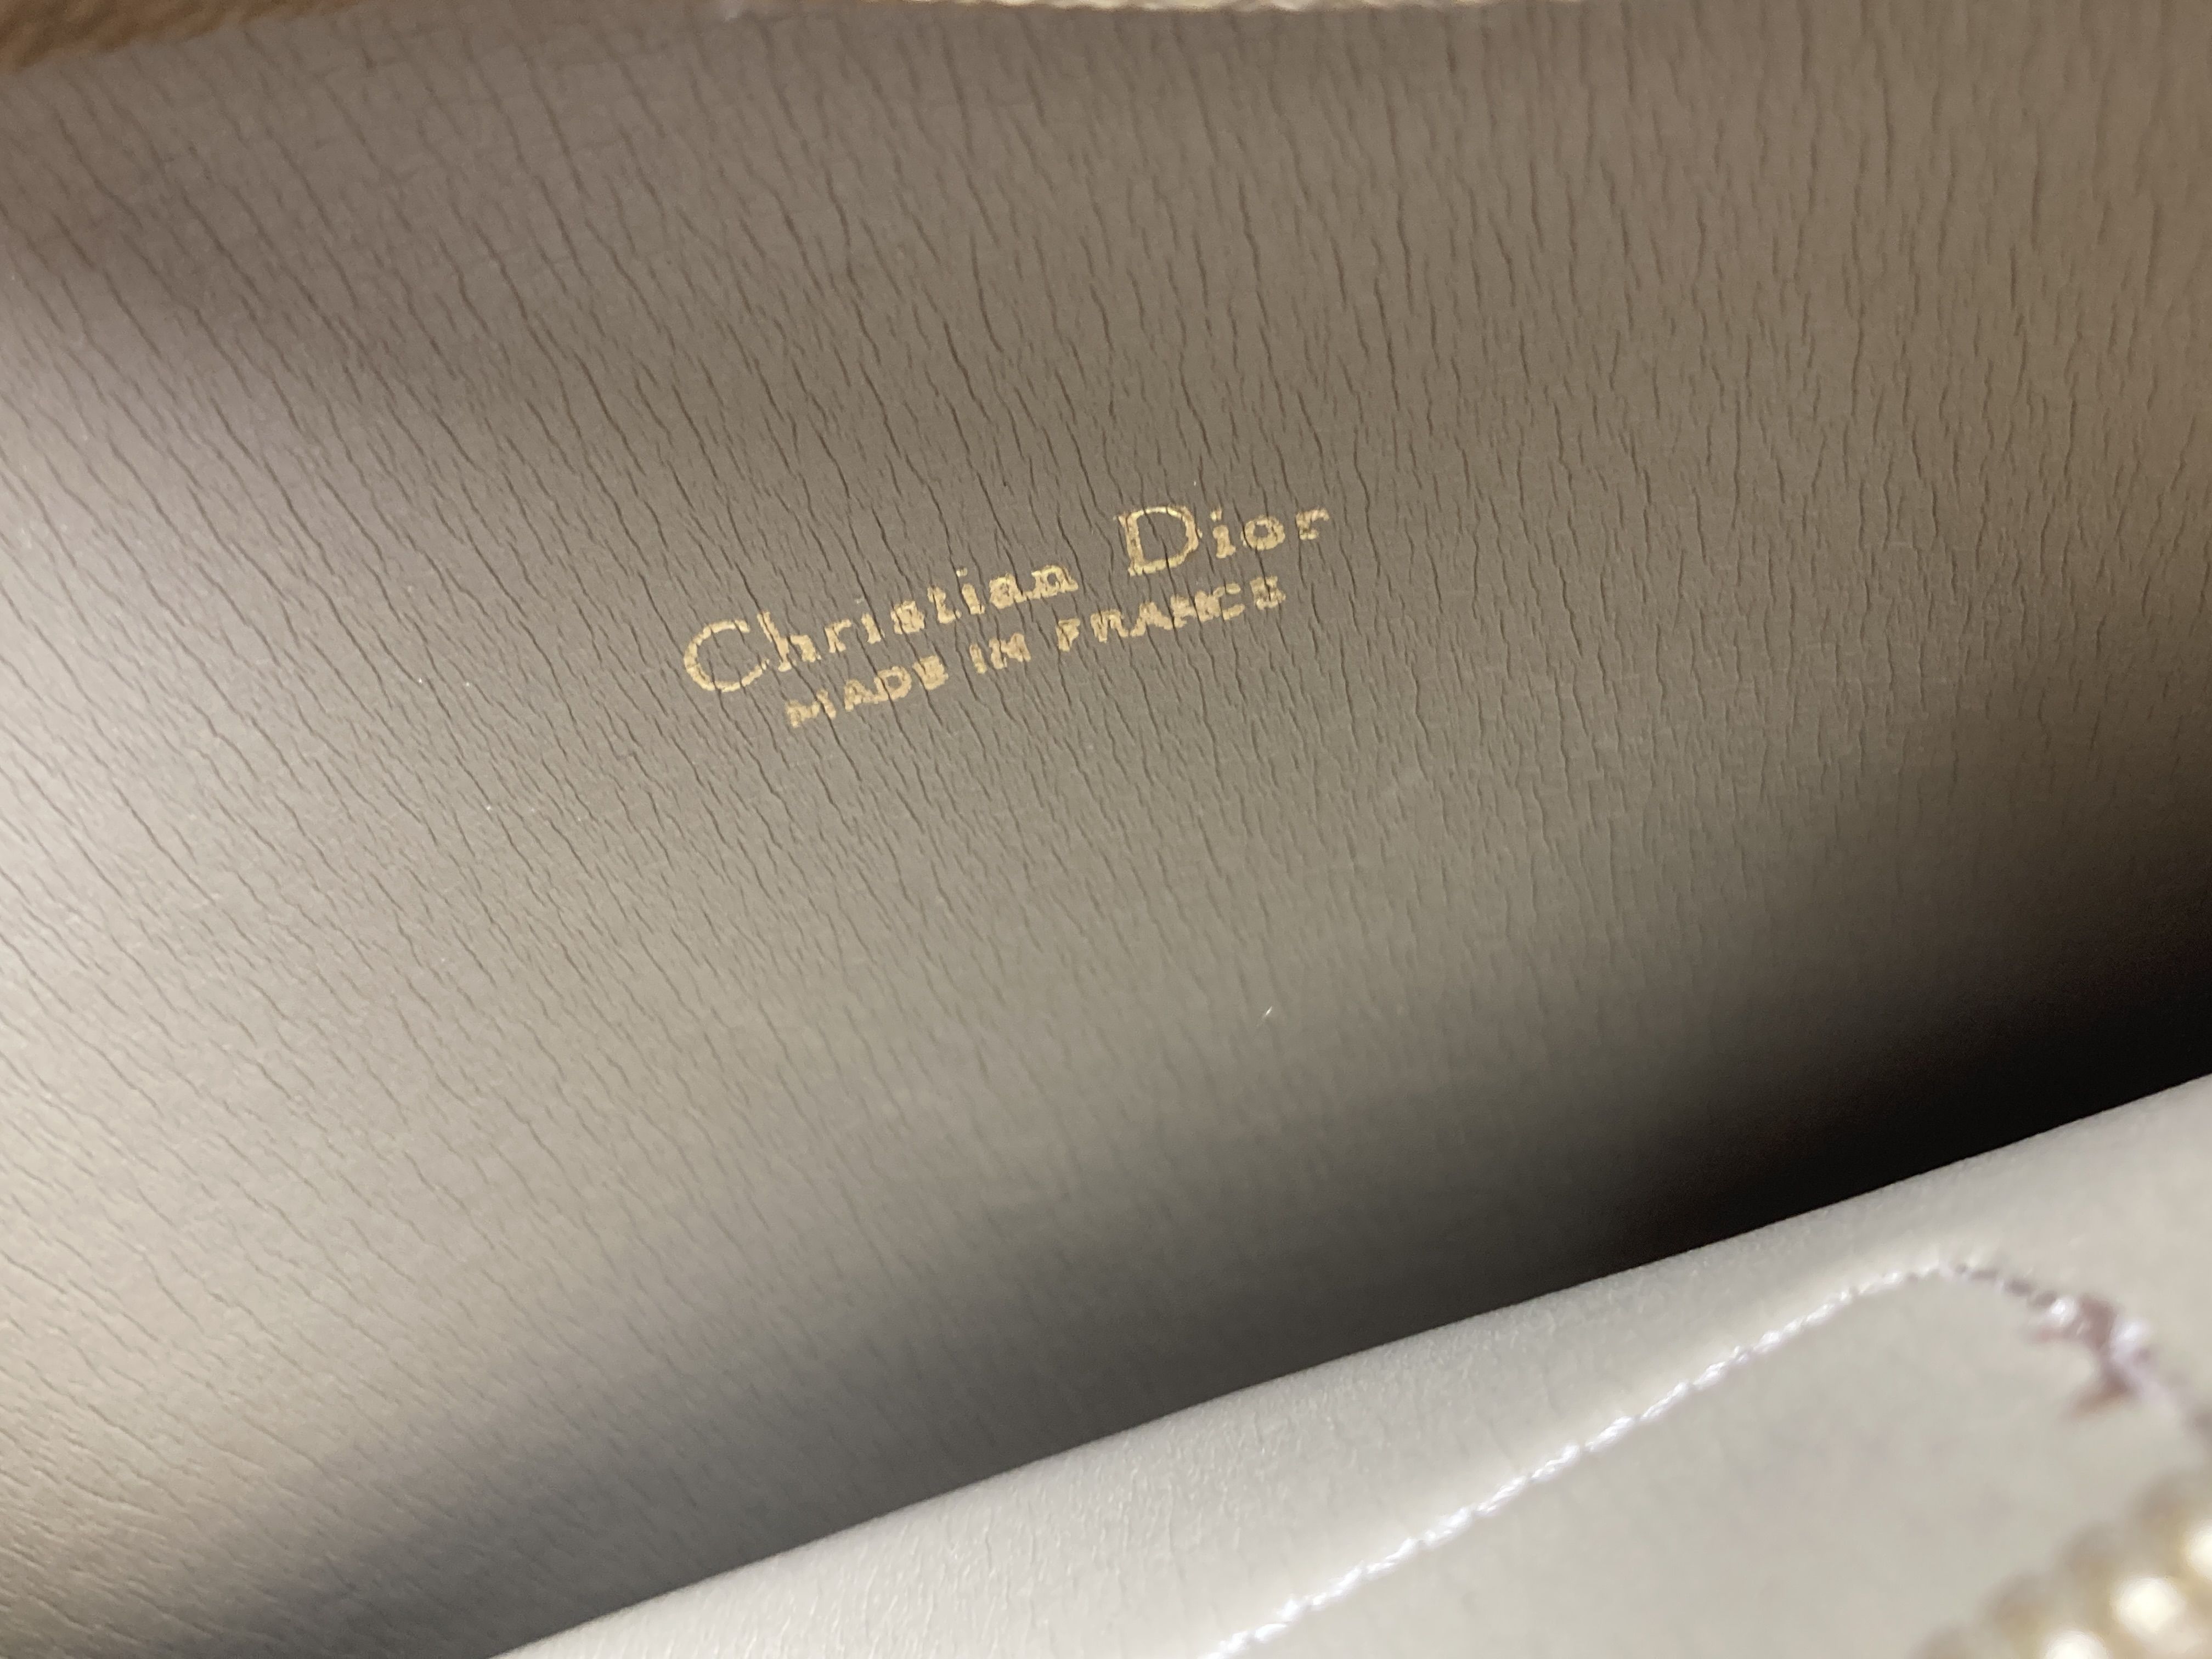 Christian Dior
MADE IN FRANCE